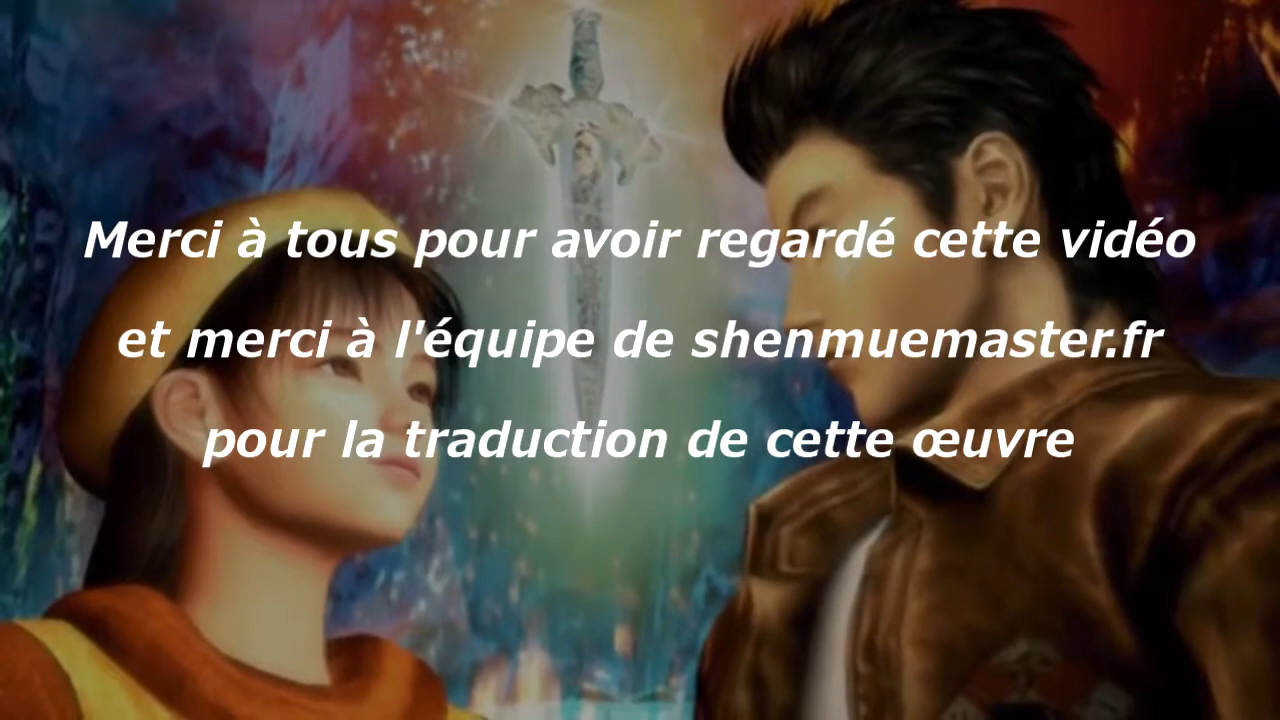 Merci à tous pour avoir regardé cette vidéo
et merci à l'équipe de shenmuemaster.fr
pour la traduction de cette œuvre